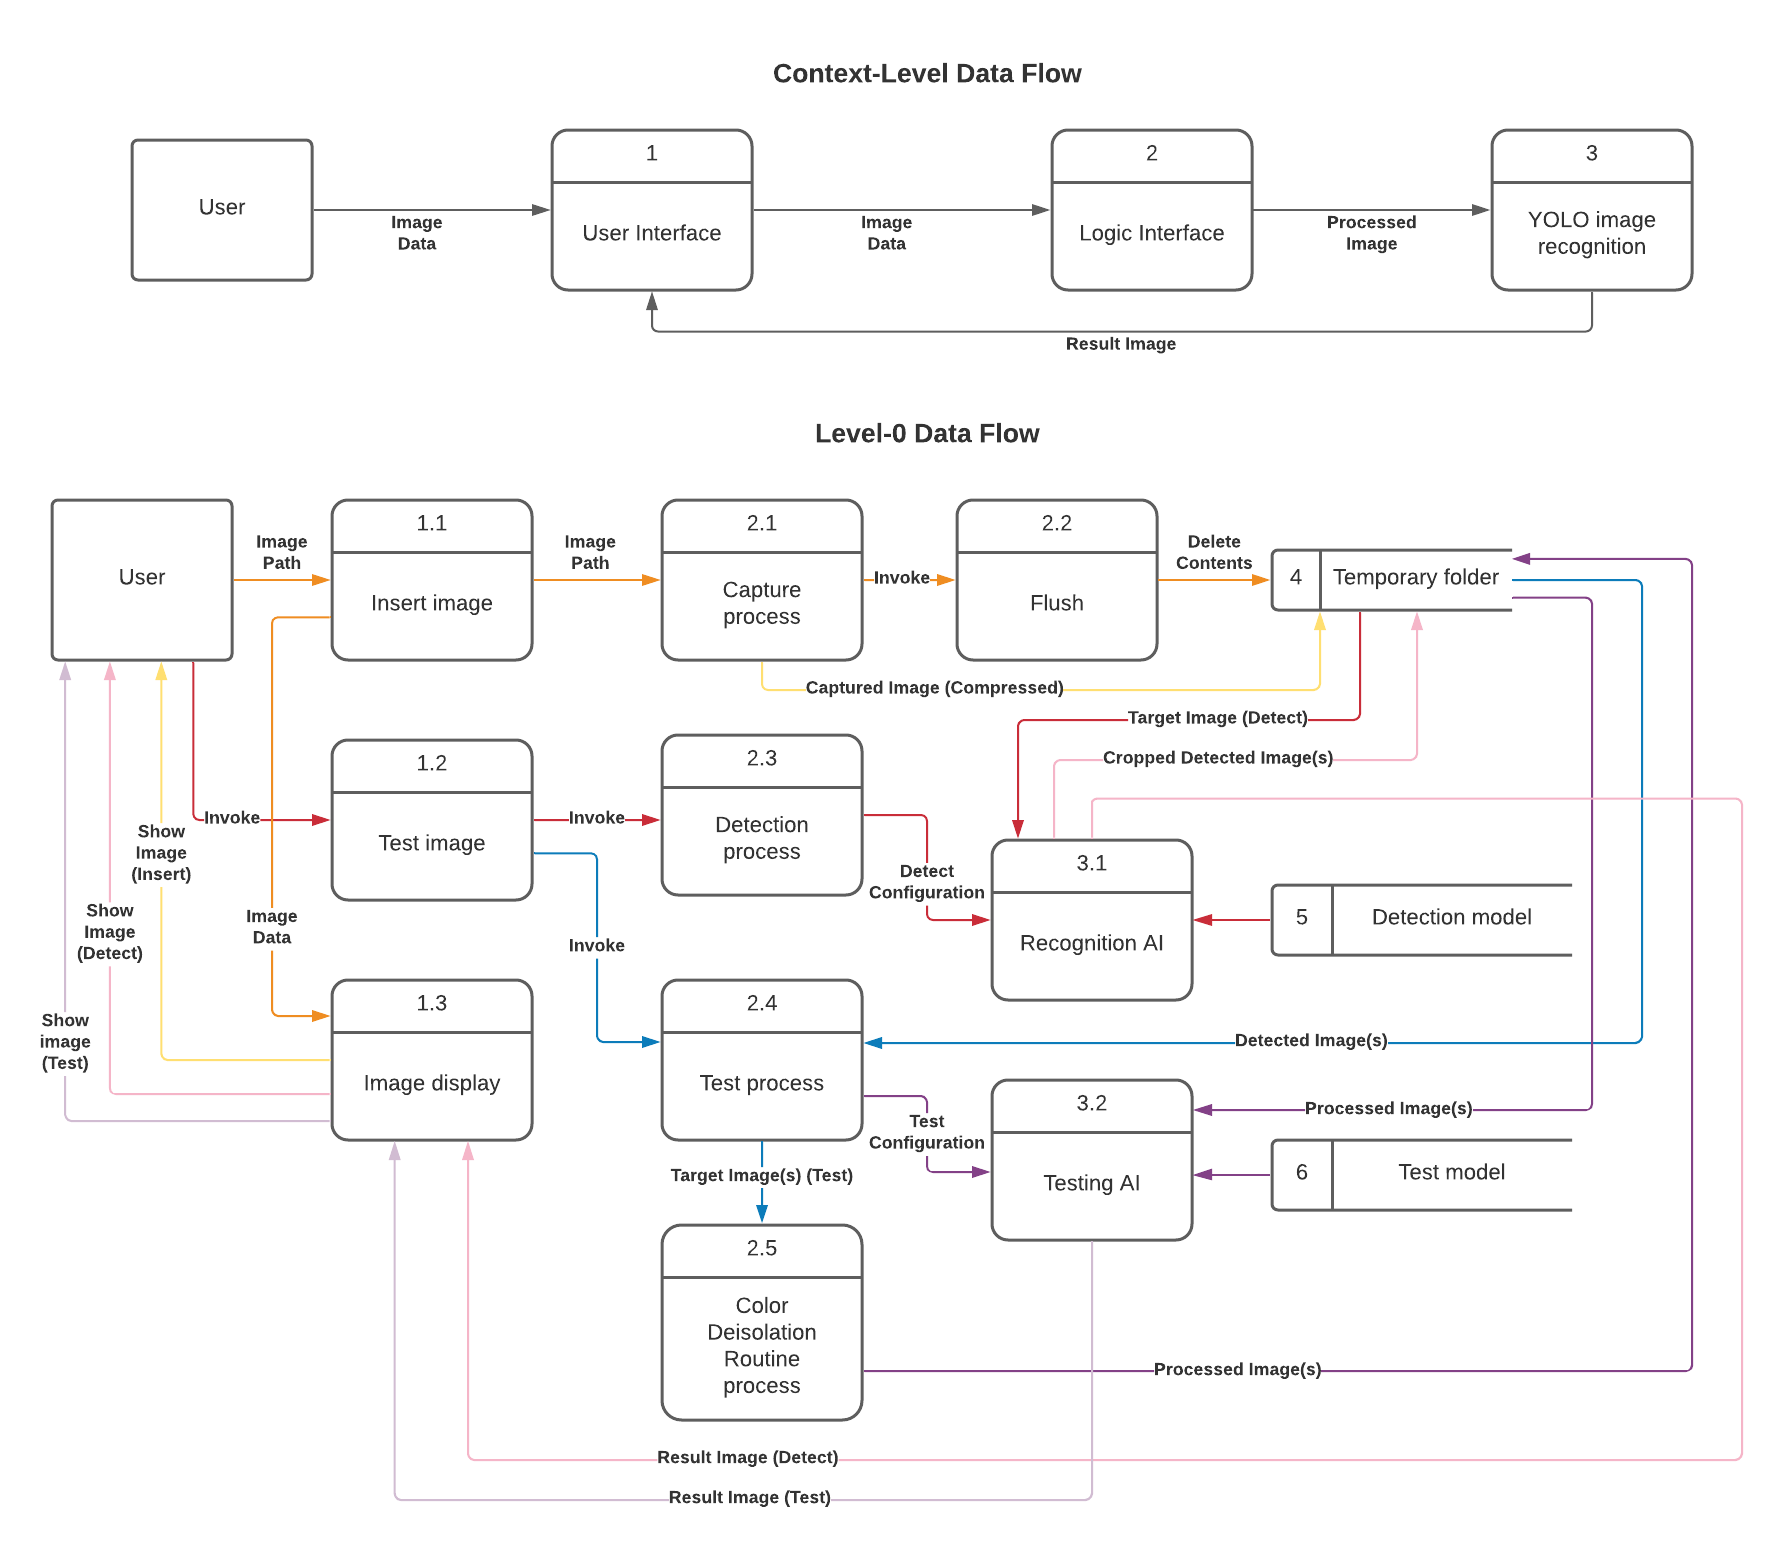 Context-Level Data Flow
User
Image
Data
1
User Interface
Image
Data
2
Logic Interface
Processed
Image
3
YOLO image
recognition
Result Image
Level-0 Data Flow
User
Image
Path
1.1
Insert image
Image
Path
2.1
Capture
process
Invoke
2.2
Flush
Delete
Contents
4
Temporary folder
Captured Image (Compressed)
Target Image (Detect)
Cropped Detected Image(s)
Invoke
1.2
Test image
Invoke
2.3
Detection
process
Detect
Configuration
3.1
Recognition AI
5
Detection model
Show
Image
(Insert)
Show
Image
(Detect)
Image
Data
Invoke
Show
image
(Test)
1.3
Image display
2.4
Test process
Detected Image(s)
Test
Configuration
3.2
Testing AI
Processed Image(s)
6
Test model
Target Image(s) (Test)
2.5
Color
Deisolation
Routine
process
Processed Image(s)
Result Image (Detect)
Result Image (Test)